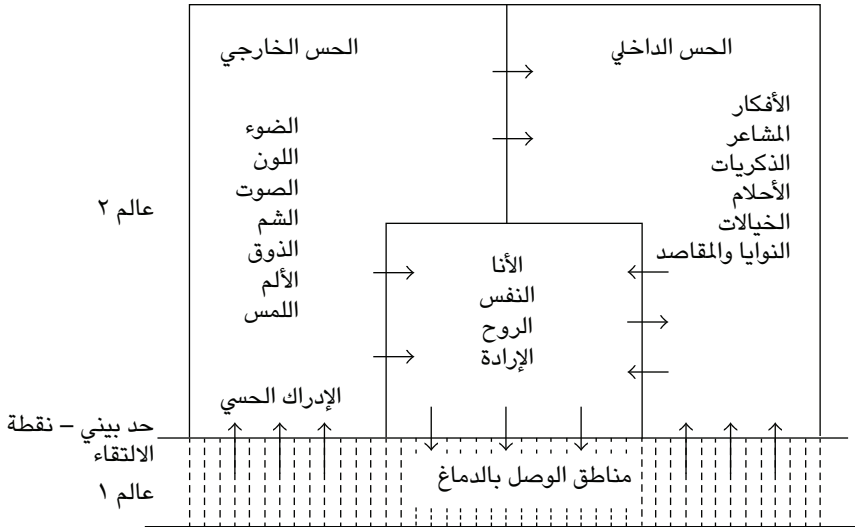 الحس الداخلي
الحس الخارجي
الأفكار
المشاعر
الذكريات
الأحلام
الخيالات
النوايا والمقاصد
الضوء
اللون
الصوت
الشم
الذوق
الألم
اللمس
عالم ٢
الأنا
النفس
الروح
الإرادة
الإدراك الحسي
حد بيني – نقطة
الالتقاء
مناطق الوصل بالدماغ
عالم ١